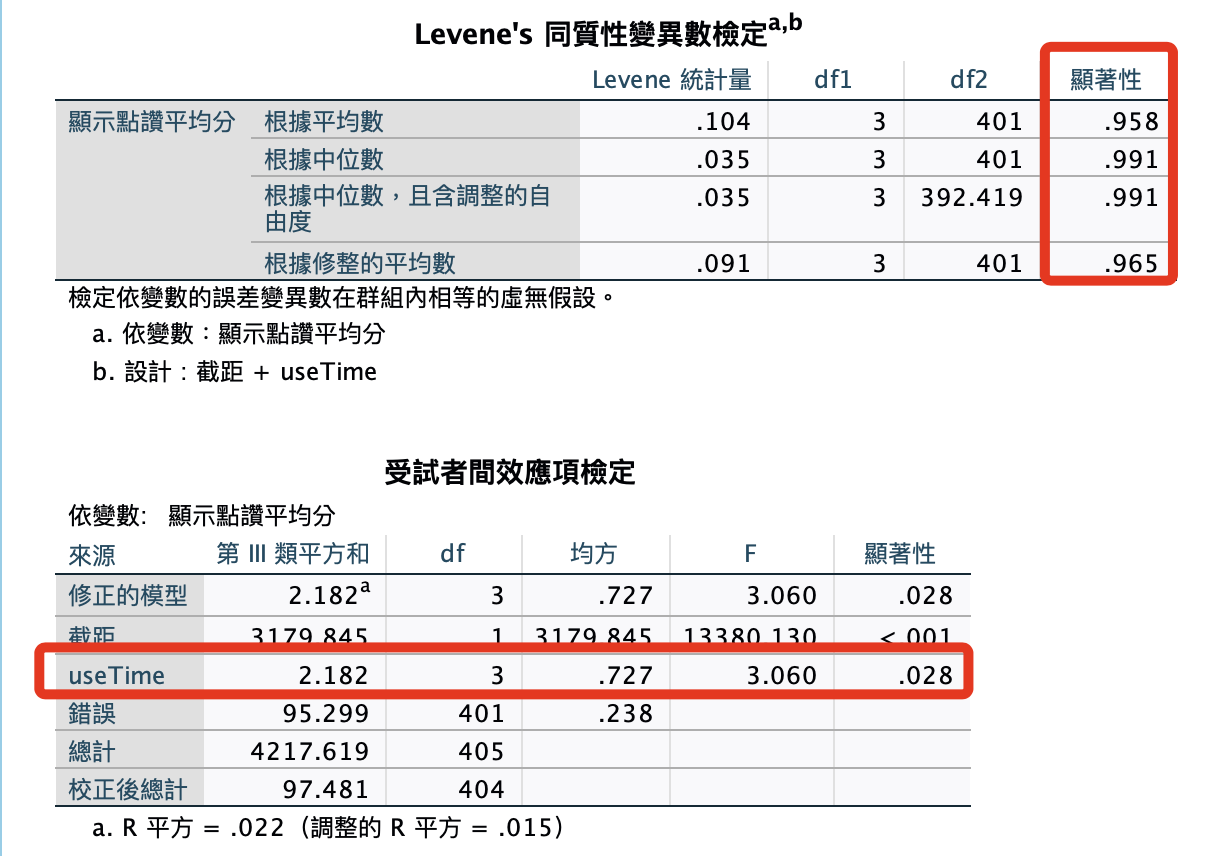 Levene's 同質性變異數檢定a,b
Levene 統計量 df1 df2 顯著性
顯示點讚平均分 根據平均數 .104 3 401 .958
根據中位數 .035 3 401 .991
根據中位數，且含調整的自由度 .035 3 392.419 .991
根據修整的平均數 .091 3 401 .965
檢定依變數的誤差變異數在群組內相等的虛無假設。
a. 依變數：顯示點讚平均分
b. 設計：截距 + useTime
受試者間效應項檢定
依變數: 顯示點讚平均分
來源 第 III 類平方和 df 均方 F 顯著性
修正的模型 2.182a 3 .727 3.060 .028
截距 3179.845 1 3179.845 13380.130 <.001
useTime 2.182 3 .727 3.060 .028
錯誤 95.299 401 .238
總計 4217.619 405
校正後總計 97.481 404
a. R 平方 = .022（調整的 R 平方 = .015）